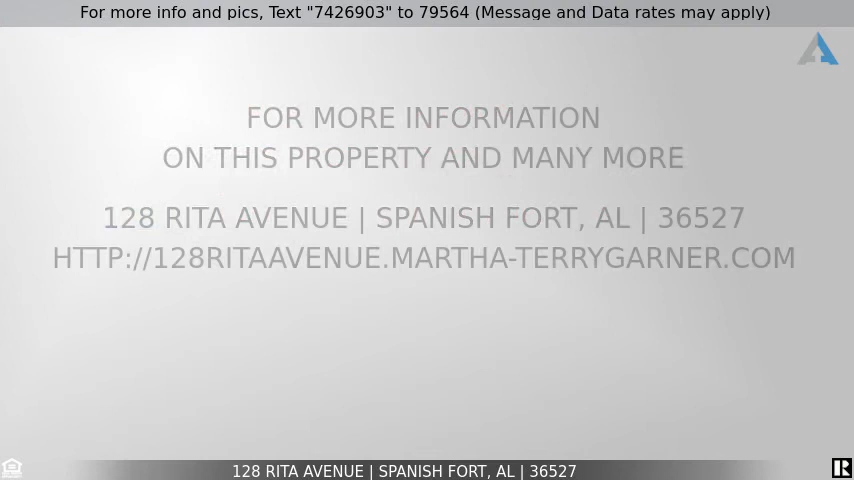 For more info and pics, Text "7426903" to 79564 (Message and Data rates may apply)
FOR MORE INFORMATION
ON THIS PROPERTY AND MANY MORE
128 RITA AVENUE | SPANISH FORT, AL | 36527
HTTP://128RITAAVENUE.MARTHA-TERRYGARNER.COM
128 RITA AVENUE | SPANISH FORT, AL | 36527